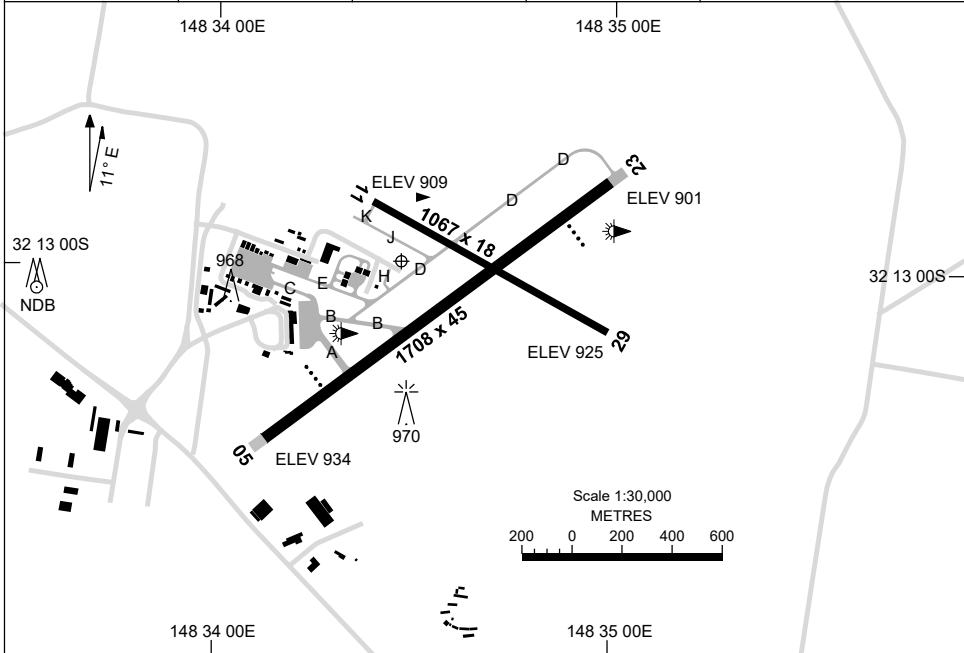 148 34 00E
148 35 00E
11° E
D
23
ELEV 909
11
D
ELEV 901
K
1067 x 18
J
32 13 00S
968
D
E
H
32 13 00S
C
NDB
B
B
1708 x 45
A
29
ELEV 925
970
05
ELEV 934
Scale 1:30,000
METRES
200
0
200
400
600
148 34 00E
148 35 00E